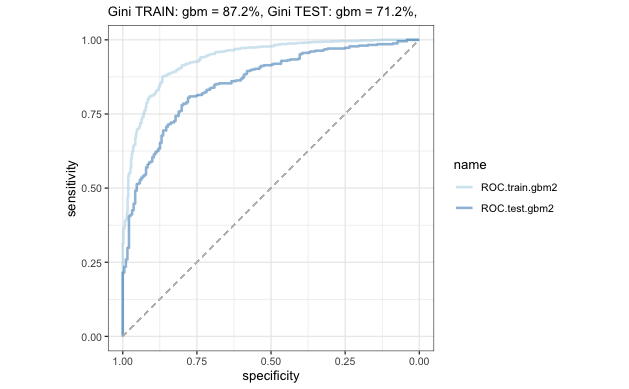 Gini TRAIN: gbm = 87.2%, Gini TEST: gbm = 71.2%,
1.00
0.75
0.50
0.25
0.00
sensitivity
1.00 0.75 0.50 0.25 0.00
specificity
name
ROC.train.gbm2
ROC.test.gbm2